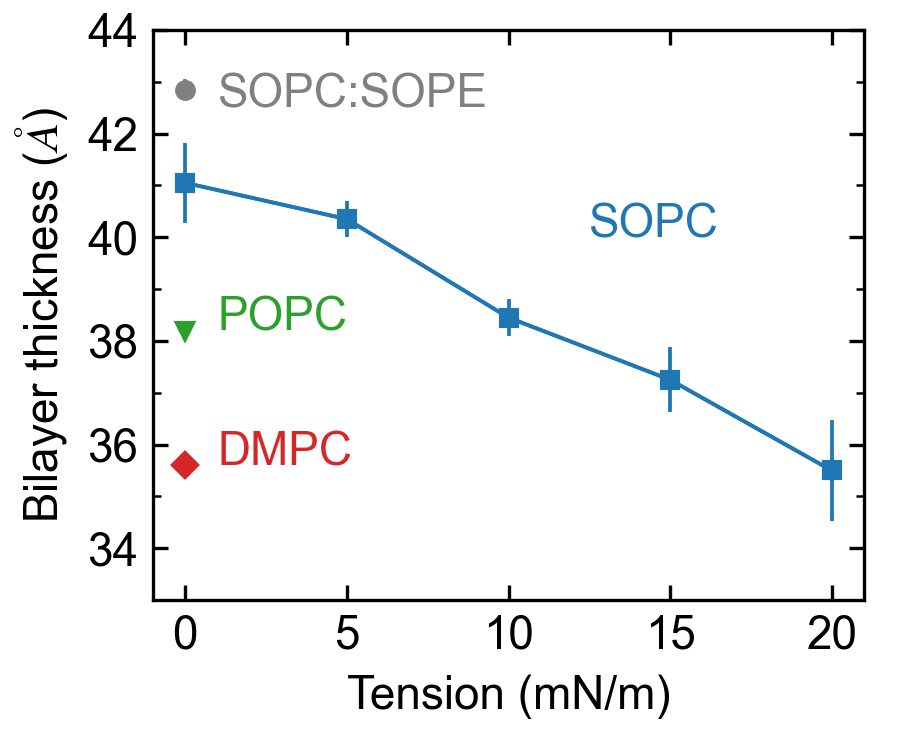 44
42
40
38
36
34
Bilayer thickness (Å)
SOPC:SOPE
SOPC
POPC
DMPC
0 5 10 15 20
Tension (mN/m)